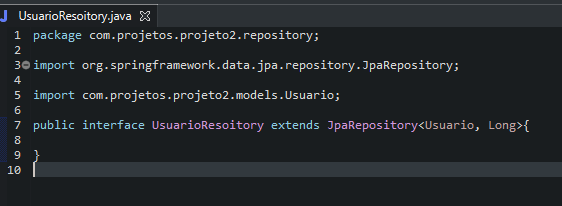 UsuarioResoitory.java
1 package com.projetos.projeto2.repository;
2
3 import org.springframework.data.jpa.repository.JpaRepository;
4
5 import com.projetos.projeto2.models.Usuario;
6
7 public interface UsuarioResoitory extends JpaRepository<Usuario, Long>{
8
9 }
10